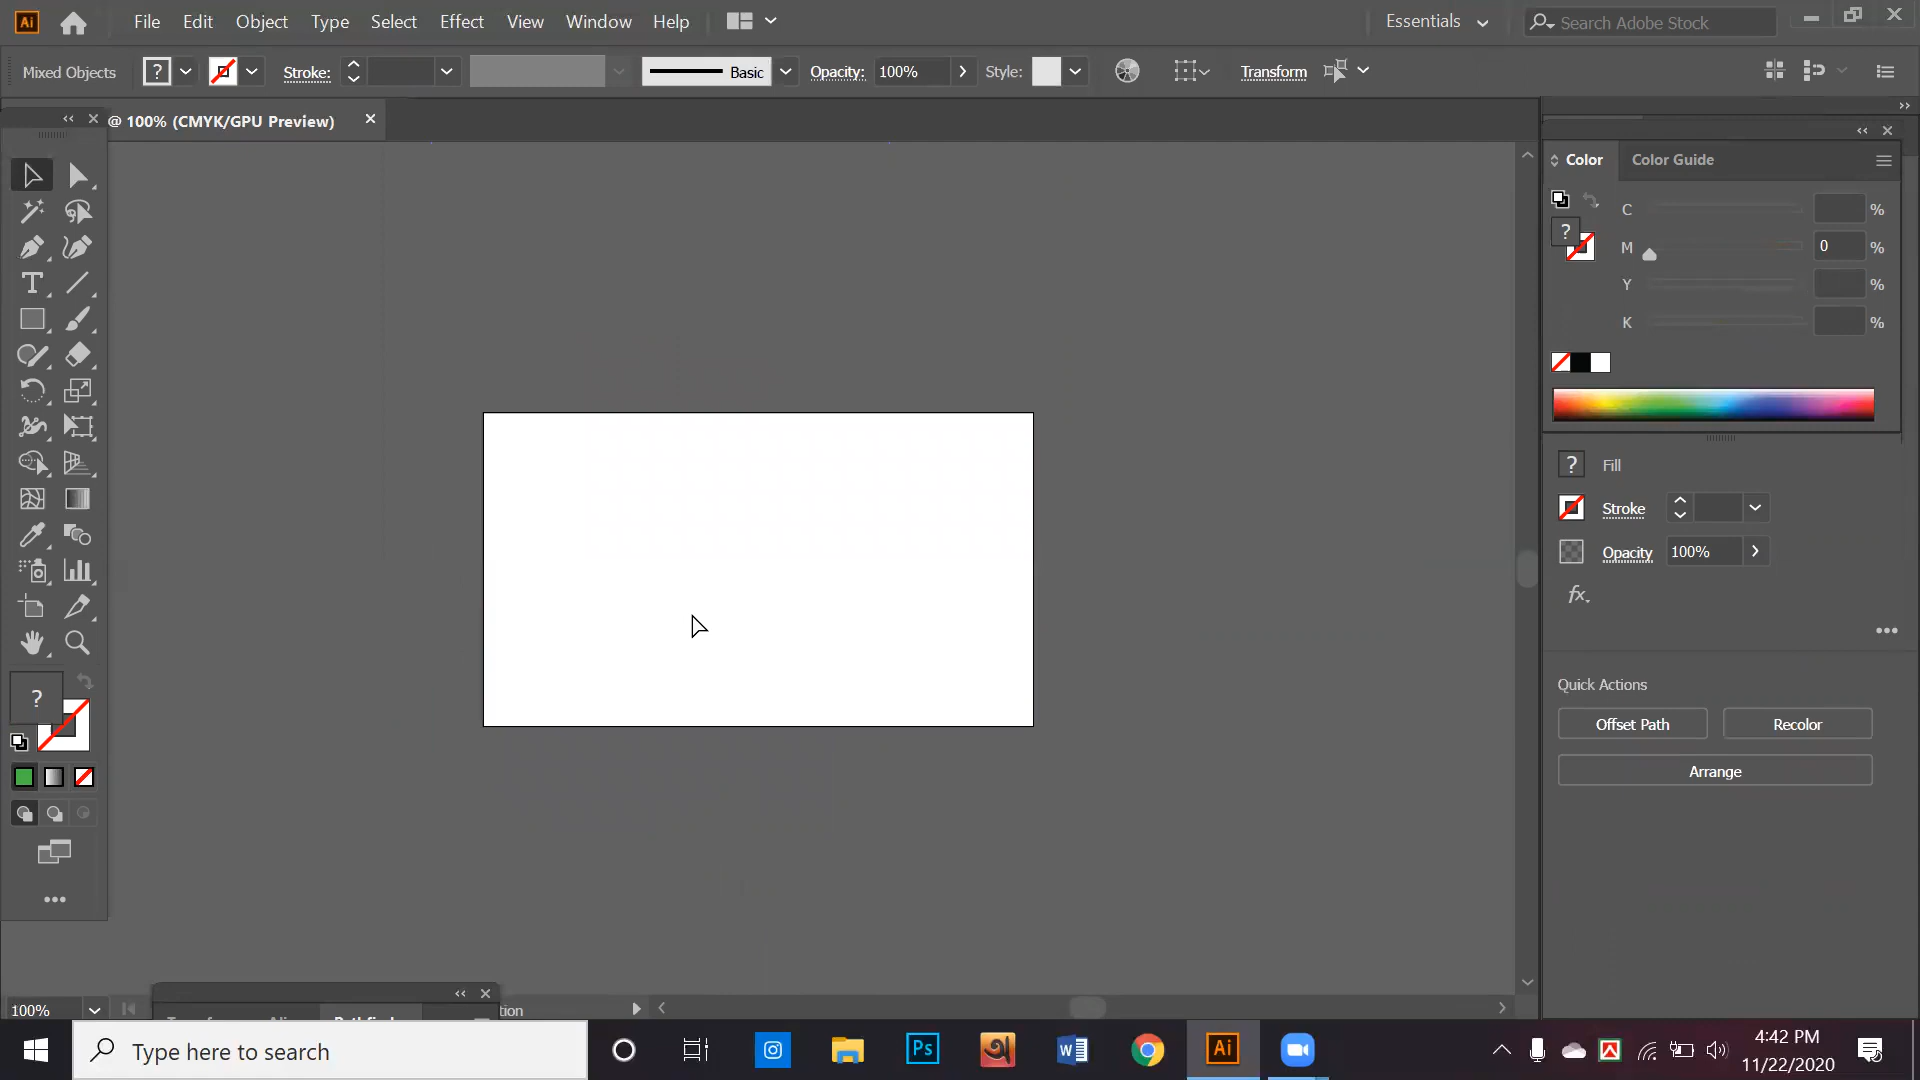 Ai File Edit Object Type Select Effect View Window Help Essentials Search Adobe Stock
Mixed Objects ? Stroke: Basic Opacity: 100% Style: Transform
@ 100% (CMYK/GPU Preview)
Color Color Guide
C %
? M 0 %
Y %
K %
? Fill
Stroke
Opacity 100%
fx.
Quick Actions
Offset Path Recolor
Arrange
?
100%
Type here to search
Ps
W
Ai
4:42 PM
11/22/2020